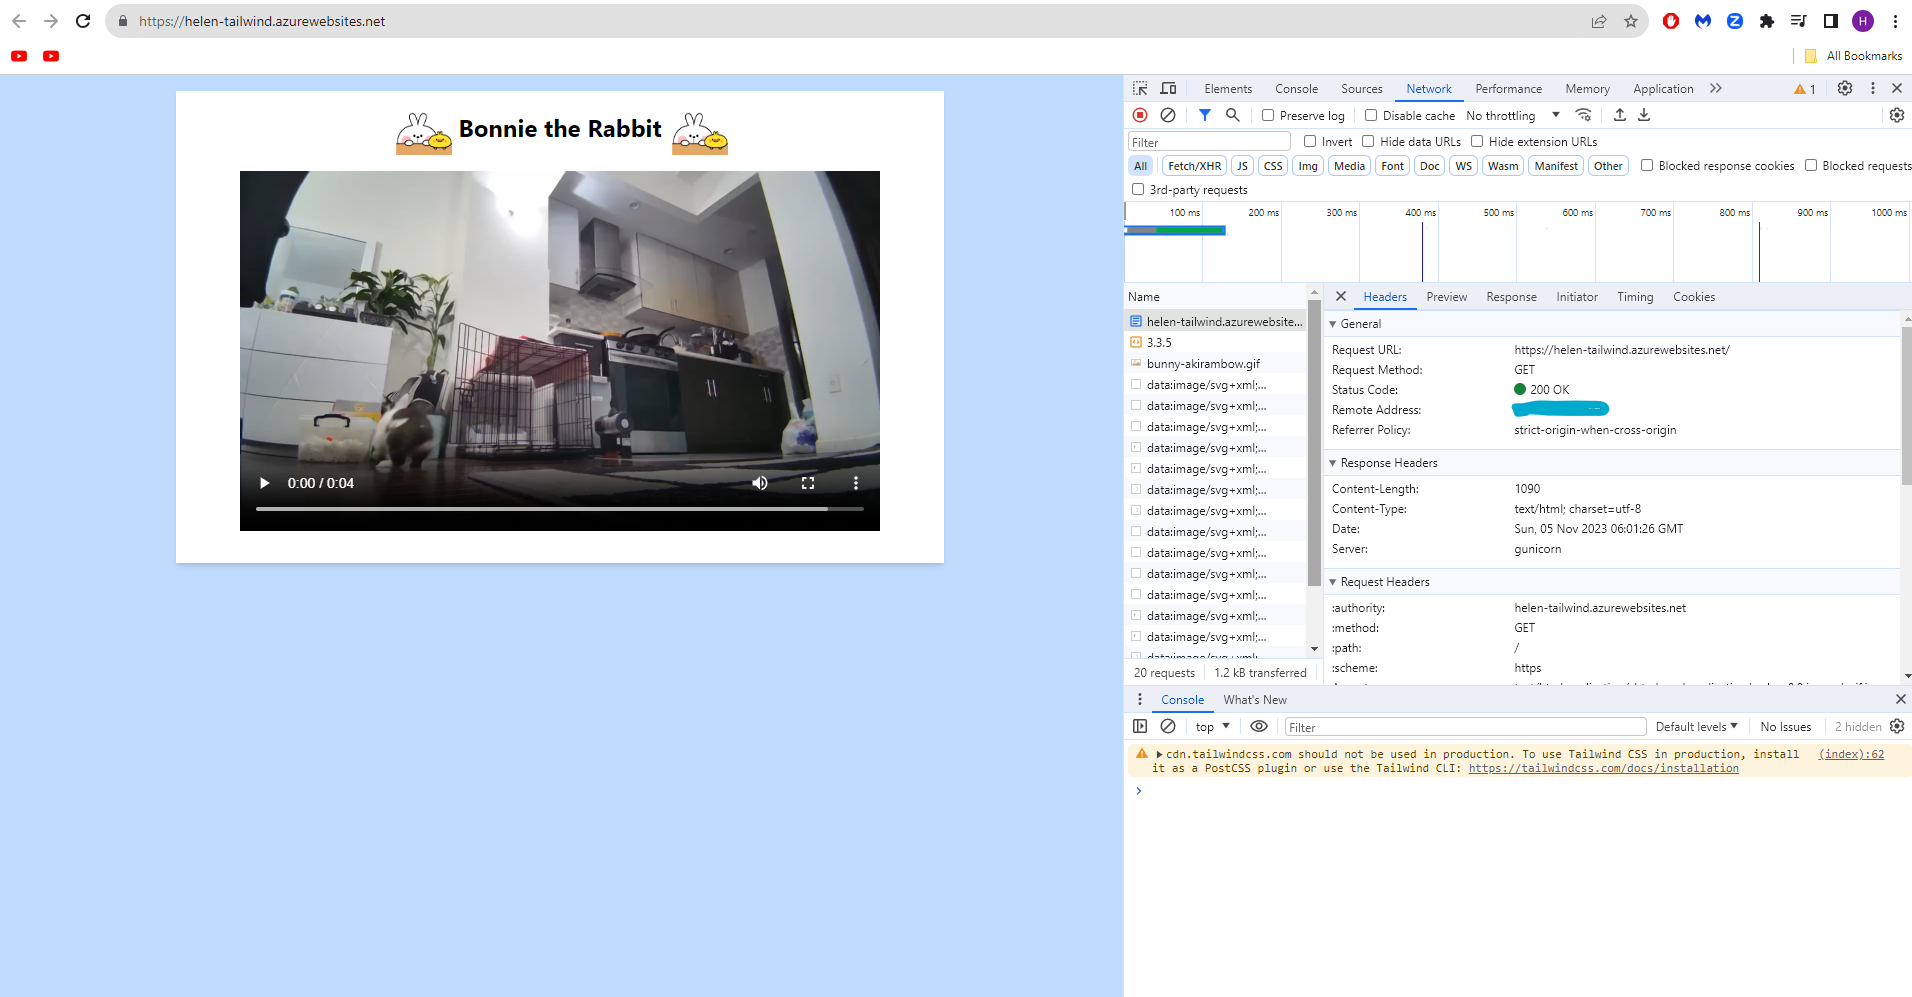 https://helen-tailwind.azurewebsites.net
H
All Bookmarks
Bonnie the Rabbit
0:00 / 0:04
Elements Console Sources Network Performance Memory Application 1
Preserve log Disable cache No throttling
Filter Invert Hide data URLs Hide extension URLs
All Fetch/XHR JS CSS Img Media Font Doc WS Wasm Manifest Other Blocked response cookies Blocked requests
3rd-party requests
100 ms 200 ms 300 ms 400 ms 500 ms 600 ms 700 ms 800 ms 900 ms 1000 ms
Name
helen-tailwind.azurewebsite...
3.3.5
bunny-akirambow.gif
data:image/svg+xml;...
data:image/svg+xml;...
data:image/svg+xml;...
data:image/svg+xml;...
data:image/svg+xml;...
data:image/svg+xml;...
data:image/svg+xml;...
data:image/svg+xml;...
data:image/svg+xml;...
data:image/svg+xml;...
data:image/svg+xml;...
data:image/svg+xml;...
data:image/svg+xml;...
20 requests 1.2 kB transferred
Headers Preview Response Initiator Timing Cookies
General
Request URL: https://helen-tailwind.azurewebsites.net/
Request Method: GET
Status Code: 200 OK
Remote Address:
Referrer Policy: strict-origin-when-cross-origin
Response Headers
Content-Length: 1090
Content-Type: text/html; charset=utf-8
Date: Sun, 05 Nov 2023 06:01:26 GMT
Server: gunicorn
Request Headers
:authority: helen-tailwind.azurewebsites.net
:method: GET
:path: /
:scheme: https
Console What's New
top Filter Default levels No Issues 2 hidden
cdn.tailwindcss.com should not be used in production. To use Tailwind CSS in production, install (index):62
it as a PostCSS plugin or use the Tailwind CLI: https://tailwindcss.com/docs/installation